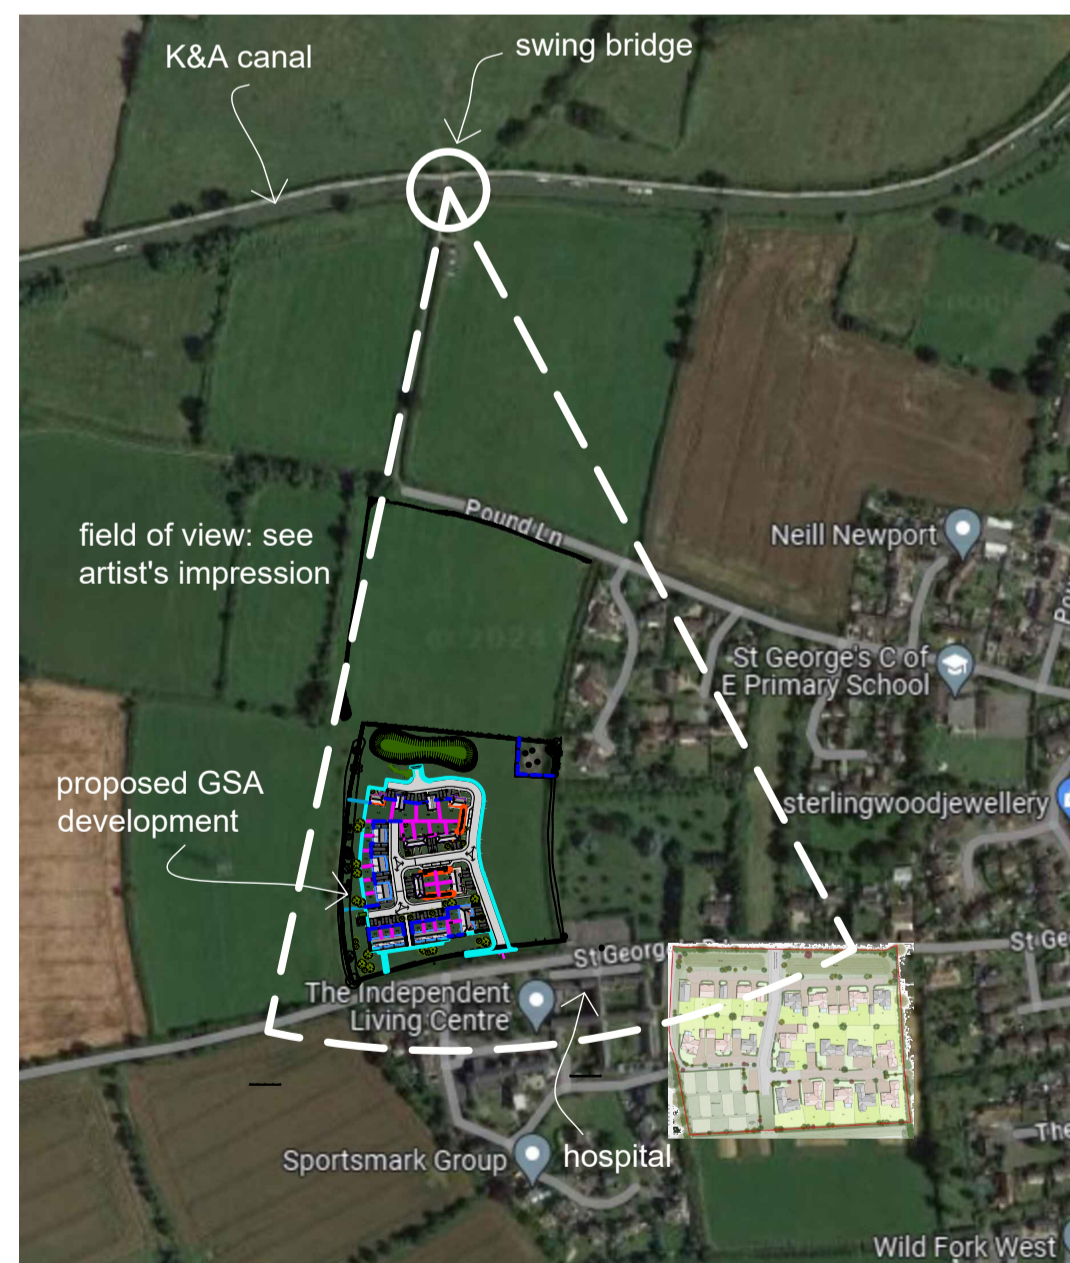 K&A canal
swing bridge
Pound Ln
field of view: see
artist's impression
Neill Newport
St George's C of
E Primary School
proposed GSA
development
sterlingwoodjewellery
St Georg
St Ge
The Independent
Living Centre
Sportsmark Group
hospital
The
Wild Fork West